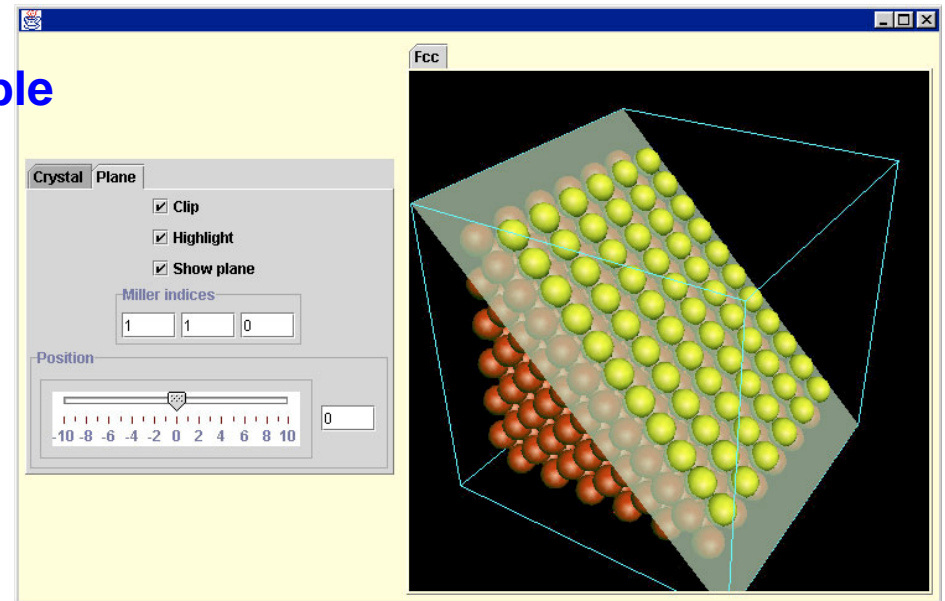 ple
Fcc
Crystal Plane
Clip
Highlight
Show plane
Miller indices
1 1 0
Position
0
-10 -8 -6 -4 -2 0 2 4 6 8 10